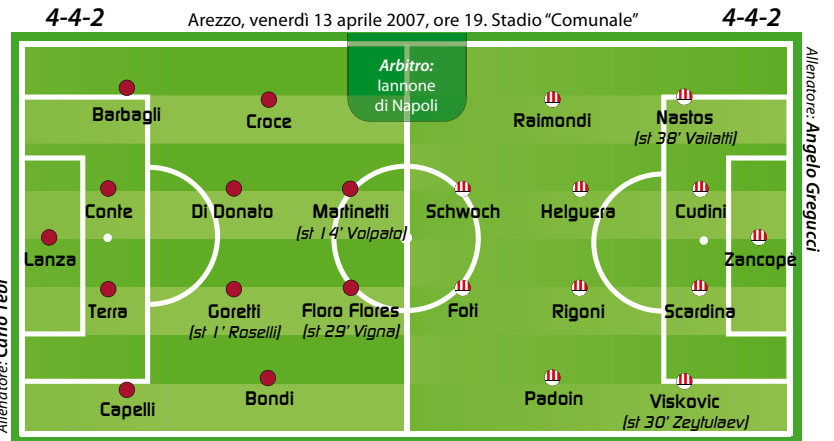 4-4-2
Arezzo, venerdì 13 aprile 2007, ore 19. Stadio “Comunale”
4-4-2
Arbitro:
Iannone
di Napoli
Barbagli
Croce
Raimondi
Nastos
(st 38' Vailatti)
Conte
Di Donato
Martinetti
(st 14' Volpato)
Schwoch
Helguera
Cudini
Lanza
Zancopè
Terra
Goretti
(st 1' Roselli)
Floro Flores
(st 29' Vigna)
Foti
Rigoni
Scardina
Capelli
Bondi
Padoin
Viskovic
(st 30' Zeytulaev)
Allenatore: Angelo Gregucci
Allenatore: